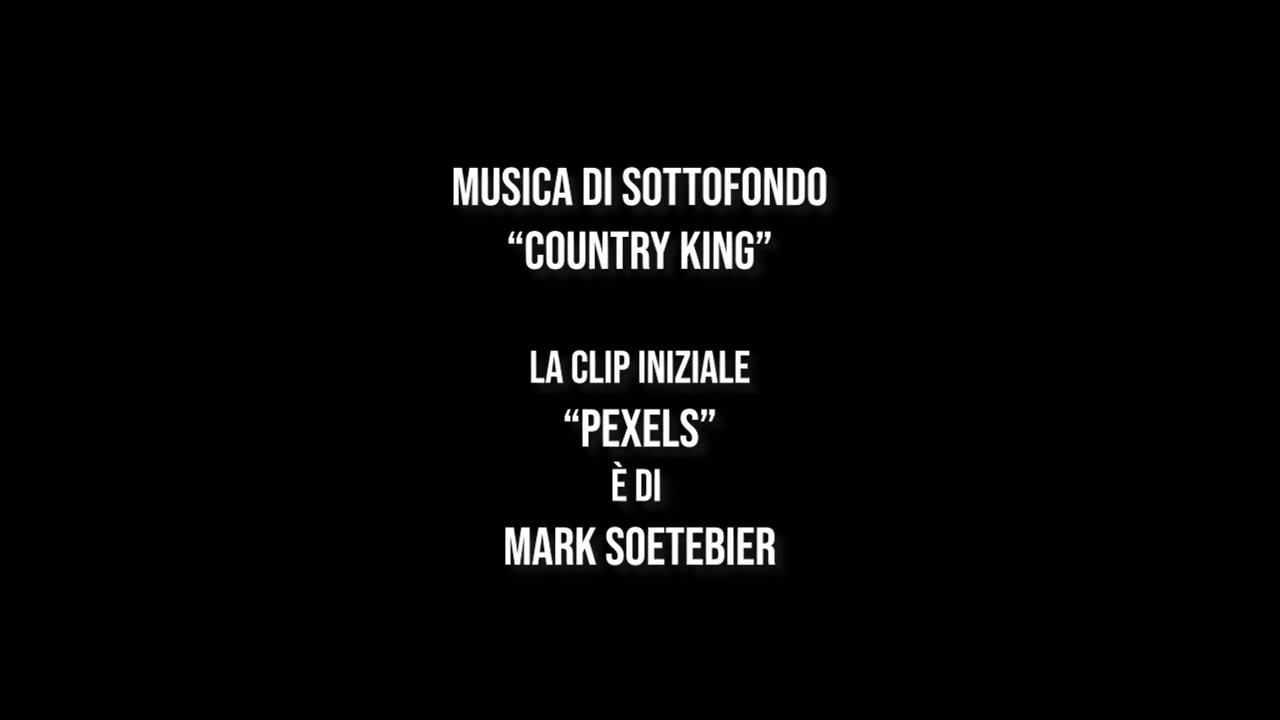 MUSICA DI SOTTOFONDO
“COUNTRY KING”
LA CLIP INIZIALE
“PEXELS”
È DI
MARK SOETEBIER